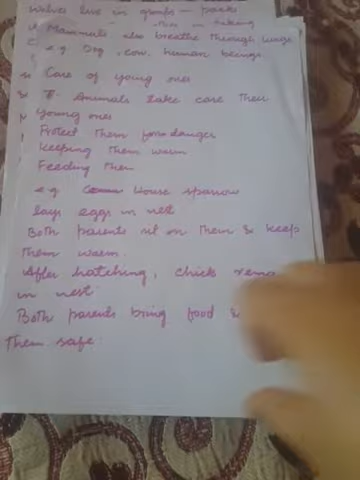 Wolves live in groups - packs
Mammals also breathe through lungs
e.g Dog, cow, human beings
Care of young ones
Animals take care their
young ones
Protect them from danger
Keeping them warm
Feeding them
e.g House sparrow
lays eggs in nest
Both parents sit on them & keep
them warm.
After hatching, chicks
in nest.
Both parents bring food &
Them safe